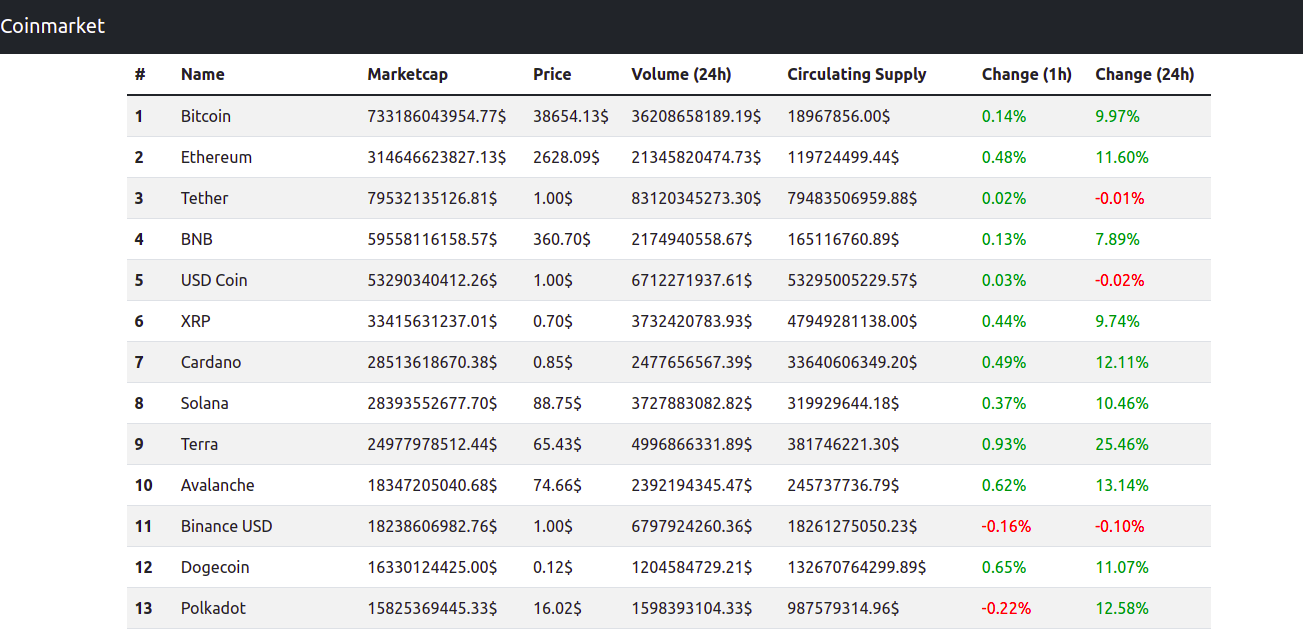 Coinmarket
# Name Marketcap Price Volume (24h) Circulating Supply Change (1h) Change (24h)
1 Bitcoin 733186043954.77$ 38654.13$ 36208658189.19$ 18967856.00$ 0.14% 9.97%
2 Ethereum 314646623827.13$ 2628.09$ 21345820474.73$ 119724499.44$ 0.48% 11.60%
3 Tether 79532135126.81$ 1.00$ 83120345273.30$ 79483506959.88$ 0.02% -0.01%
4 BNB 59558116158.57$ 360.70$ 2174940558.67$ 165116760.89$ 0.13% 7.89%
5 USD Coin 53290340412.26$ 1.00$ 6712271937.61$ 53295005229.57$ 0.03% -0.02%
6 XRP 33415631237.01$ 0.70$ 3732420783.93$ 47949281138.00$ 0.44% 9.74%
7 Cardano 28513618670.38$ 0.85$ 2477656567.39$ 33640606349.20$ 0.49% 12.11%
8 Solana 28393552677.70$ 88.75$ 3727883082.82$ 319929644.18$ 0.37% 10.46%
9 Terra 24977978512.44$ 65.43$ 4996866331.89$ 381746221.30$ 0.93% 25.46%
10 Avalanche 18347205040.68$ 74.66$ 2392194345.47$ 245737736.79$ 0.62% 13.14%
11 Binance USD 18238606982.76$ 1.00$ 6797924260.36$ 18261275050.23$ -0.16% -0.10%
12 Dogecoin 16330124425.00$ 0.12$ 1204584729.21$ 132670764299.89$ 0.65% 11.07%
13 Polkadot 15825369445.33$ 16.02$ 1598393104.33$ 987579314.96$ -0.22% 12.58%